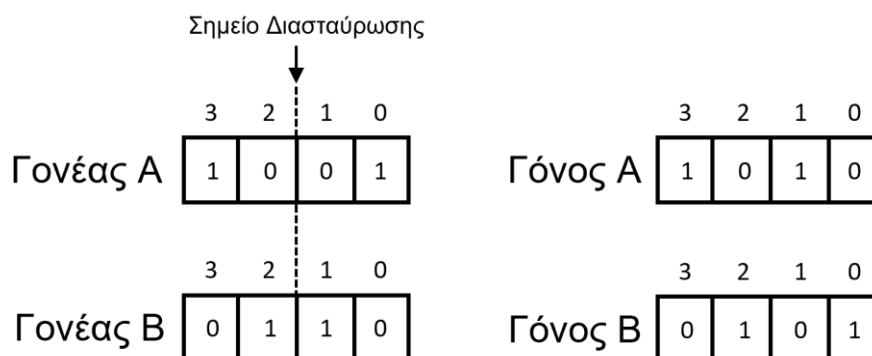 Σημείο Διασταύρωσης
3 2 1 0
Γονέας Α 1 0 0 1
3 2 1 0
Γόνος Α 1 0 1 0
3 2 1 0
Γονέας Β 0 1 1 0
3 2 1 0
Γόνος Β 0 1 0 1